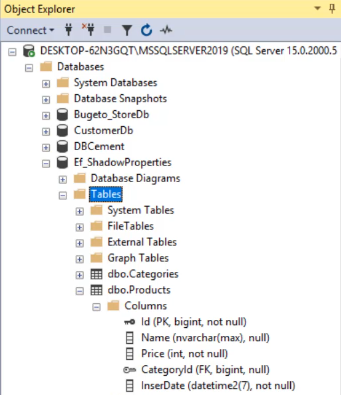 Object Explorer
Connect
DESKTOP-62N3GQT\MSSQLSERVER2019 (SQL Server 15.0.2000.5
Databases
System Databases
Database Snapshots
Bugeto_StoreDb
CustomerDb
DBCement
Ef_ShadowProperties
Database Diagrams
Tables
System Tables
FileTables
External Tables
Graph Tables
dbo.Categories
dbo.Products
Columns
Id (PK, bigint, not null)
Name (nvarchar(max), null)
Price (int, not null)
CategoryId (FK, bigint, null)
InserDate (datetime2(7), not null)